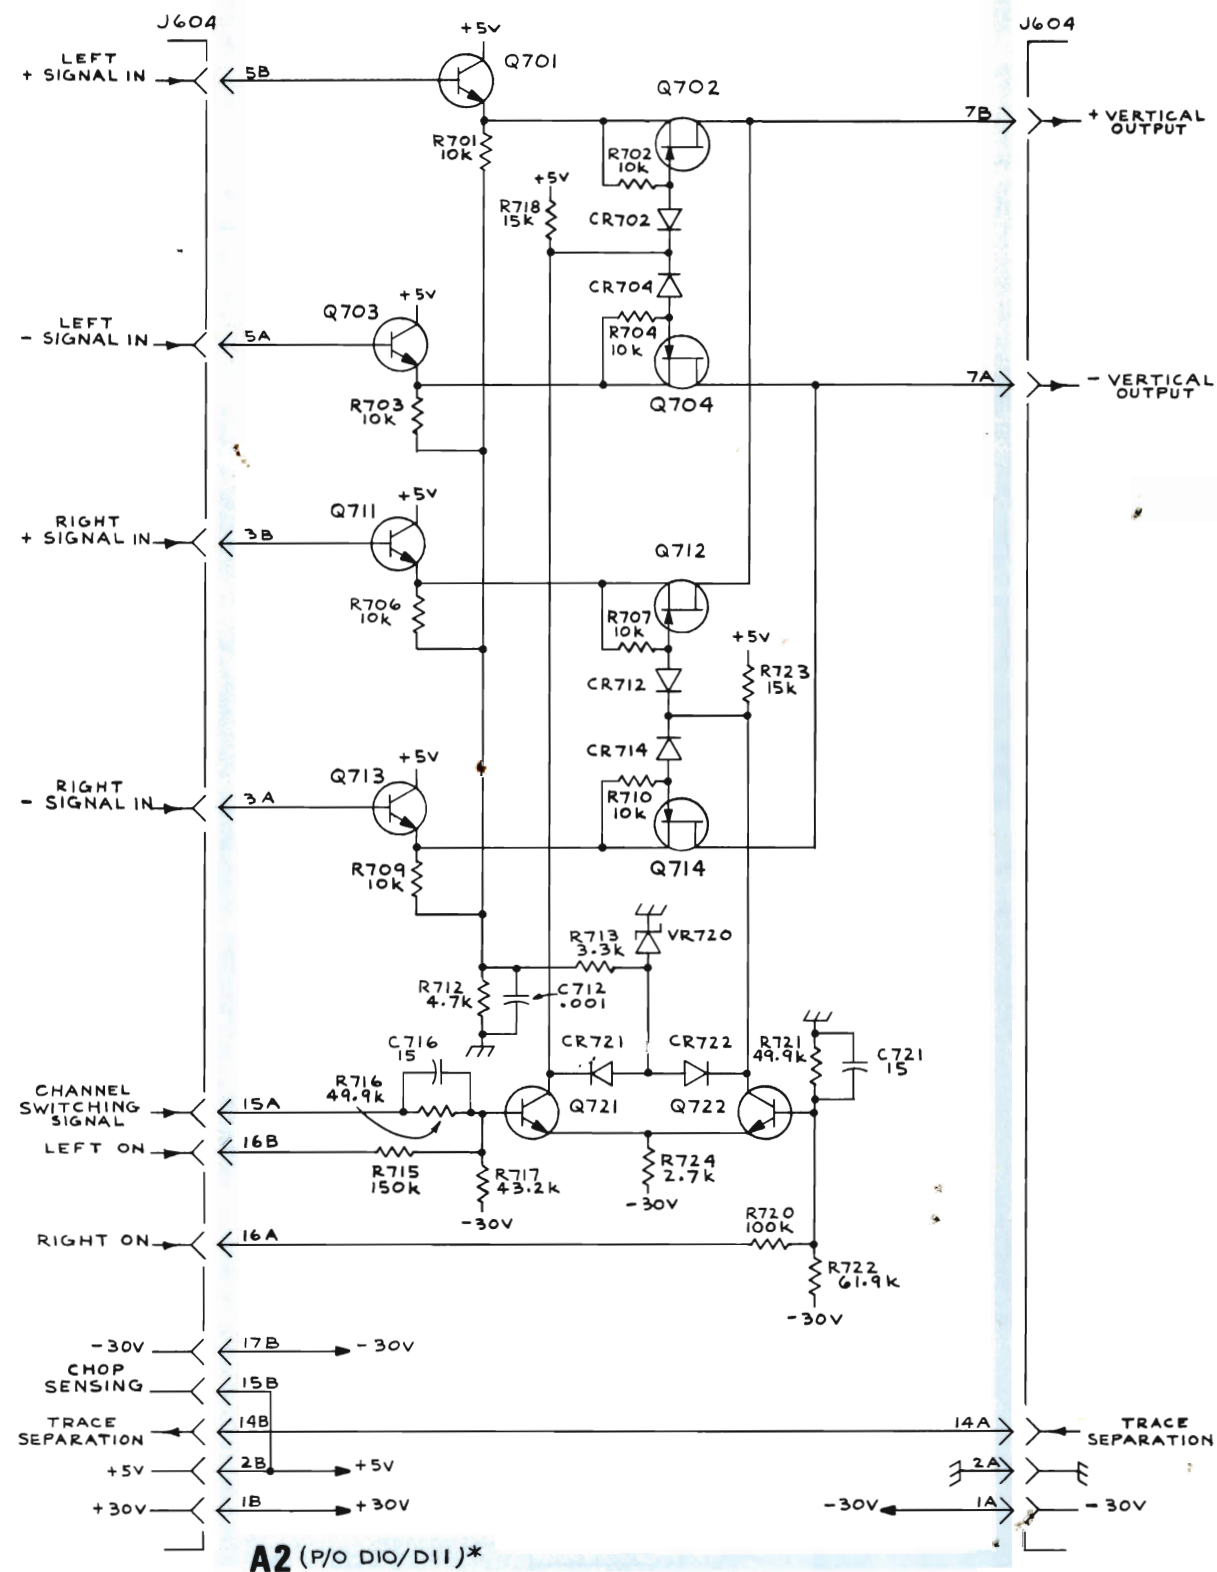 J604
J604
+5V
Q701
LEFT
+ SIGNAL IN
5B
Q702
7B
+ VERTICAL
OUTPUT
R701
10k
R702
10k
+5V
R718
15k
CR702
CR704
+5V
Q703
LEFT
- SIGNAL IN
5A
R704
10k
7A
- VERTICAL
OUTPUT
Q704
R703
10k
+5V
Q711
RIGHT
+ SIGNAL IN
3B
Q712
R706
10k
R707
10k
+5V
R723
15k
CR712
CR714
+5V
Q713
RIGHT
- SIGNAL IN
3A
R710
10k
Q714
R709
10k
R713
3.3k
VR720
R712
4.7k
C712
.001
C716
15
CR721
CR722
R721
49.9k
C721
15
R716
49.9k
CHANNEL
SWITCHING
SIGNAL
15A
Q721
Q722
LEFT ON
16B
R715
150k
R717
43.2k
-30V
R724
2.7k
-30V
RIGHT ON
16A
R720
100k
R722
61.9k
-30V
-30V
17B
-30V
CHOP
SENSING
15B
TRACE
SEPARATION
14B
14A
TRACE
SEPARATION
+5V
2B
+5V
2A
+30V
1B
+30V
-30V
1A
-30V
A2 (P/O D10/D11)*